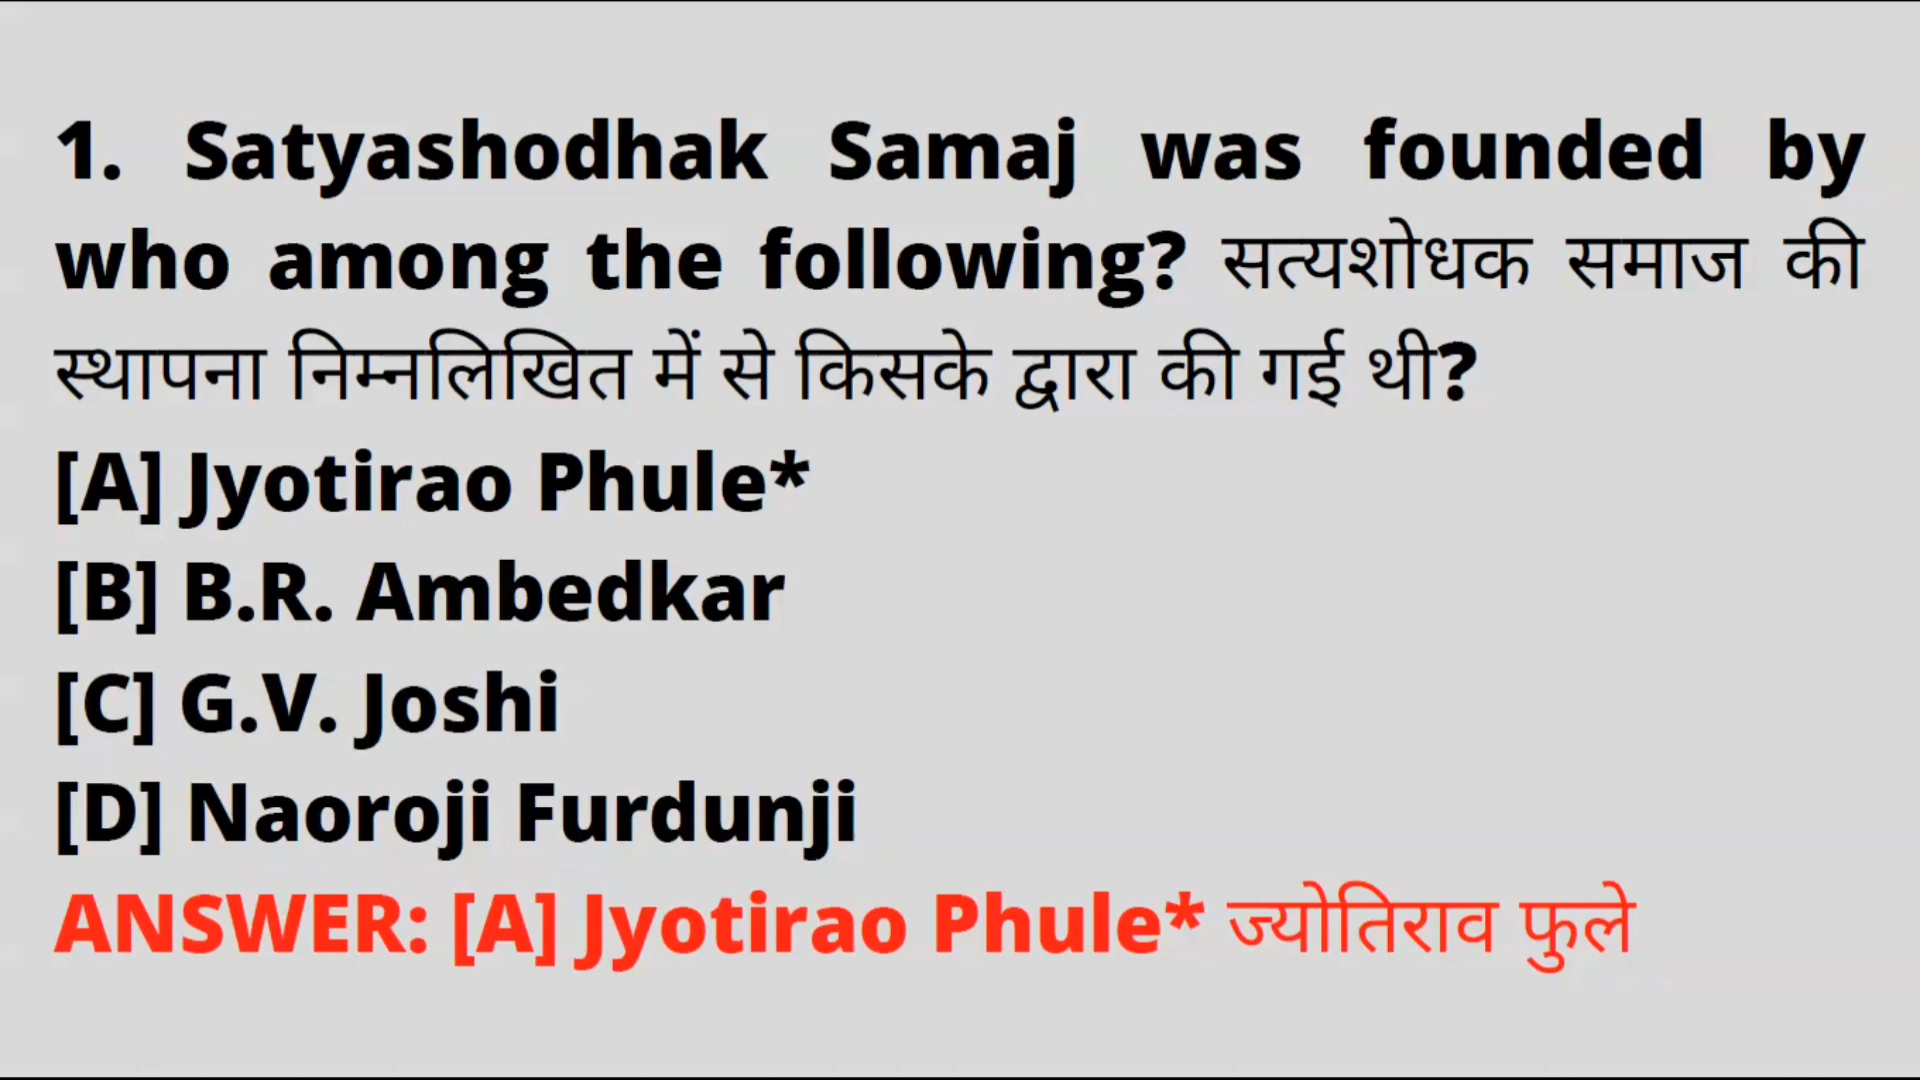 1. Satyashodhak Samaj was founded by
who among the following? सत्यशोधक समाज की
स्थापना निम्नलिखित में से किसके द्वारा की गई थी?
[A] Jyotirao Phule*
[B] B.R. Ambedkar
[C] G.V. Joshi
[D] Naoroji Furdunji
ANSWER: [A] Jyotirao Phule* ज्योतिराव फुले